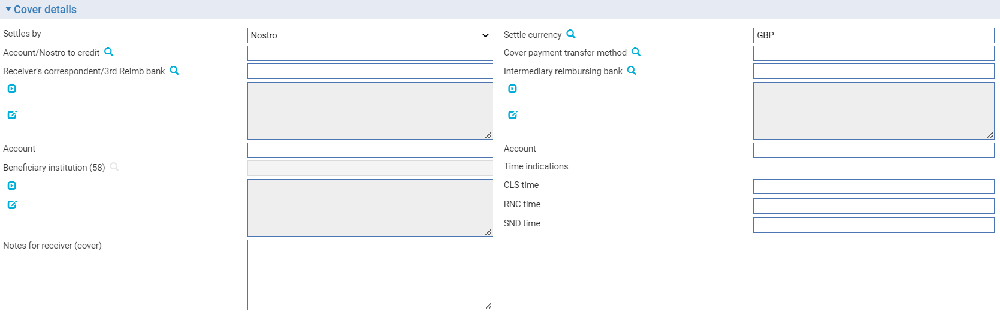 Cover details
Settles by
Nostro
Settle currency
GBP
Account/Nostro to credit
Cover payment transfer method
Receiver's correspondent/3rd Reimb bank
Intermediary reimbursing bank
Account
Account
Beneficiary institution (58)
Time indications
CLS time
RNC time
SND time
Notes for receiver (cover)